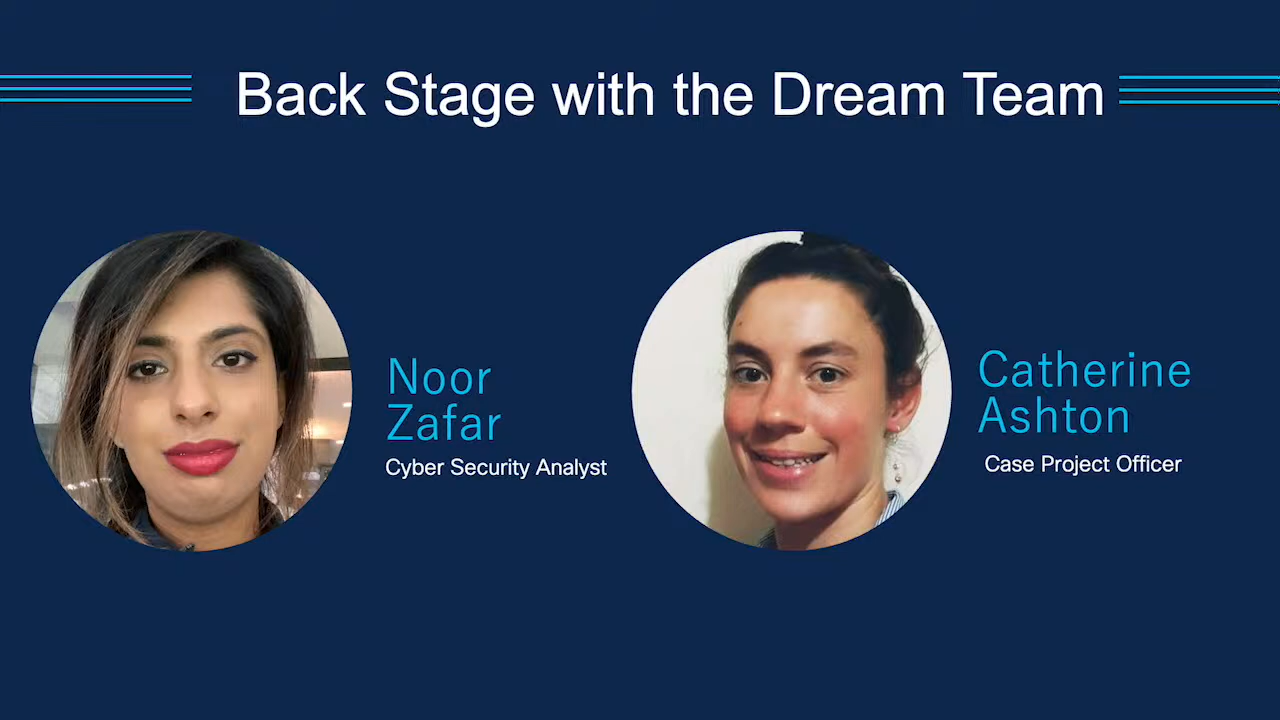 Back Stage with the Dream Team
Noor
Zafar
Cyber Security Analyst
Catherine
Ashton
Case Project Officer